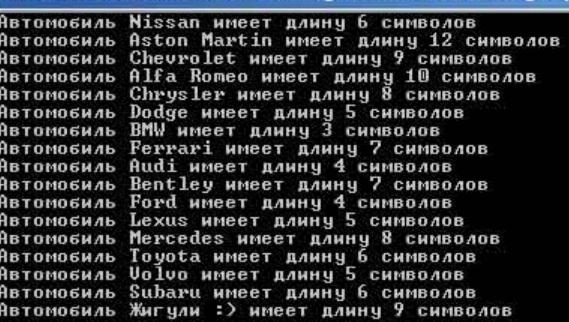 Автомобиль Nissan имеет длину 6 символов
Автомобиль Aston Martin имеет длину 12 символов
Автомобиль Chevrolet имеет длину 9 символов
Автомобиль Alfa Romeo имеет длину 10 символов
Автомобиль Chrysler имеет длину 8 символов
Автомобиль Dodge имеет длину 5 символов
Автомобиль BMW имеет длину 3 символов
Автомобиль Ferrari имеет длину 7 символов
Автомобиль Audi имеет длину 4 символов
Автомобиль Bentley имеет длину 7 символов
Автомобиль Ford имеет длину 4 символов
Автомобиль Lexus имеет длину 5 символов
Автомобиль Mercedes имеет длину 8 символов
Автомобиль Toyota имеет длину 6 символов
Автомобиль Volvo имеет длину 5 символов
Автомобиль Subaru имеет длину 6 символов
Автомобиль Жигули :) имеет длину 9 символов